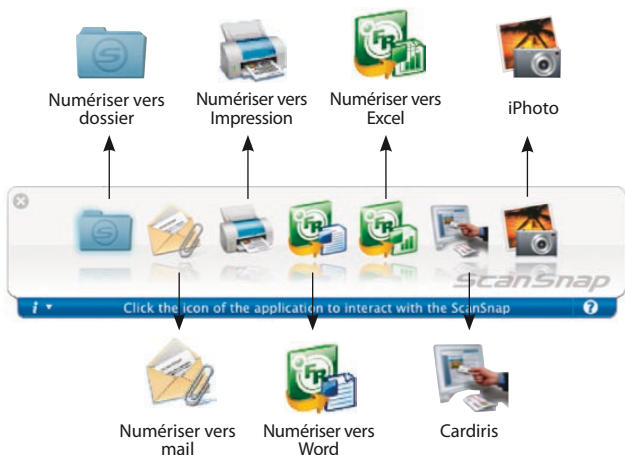 Numériser vers
dossier
Numériser vers
Impression
Numériser vers
Excel
iPhoto
ScanSnap
i
Click the icon of the application to interact with the ScanSnap
?
Numériser vers
mail
Numériser vers
Word
Cardiris